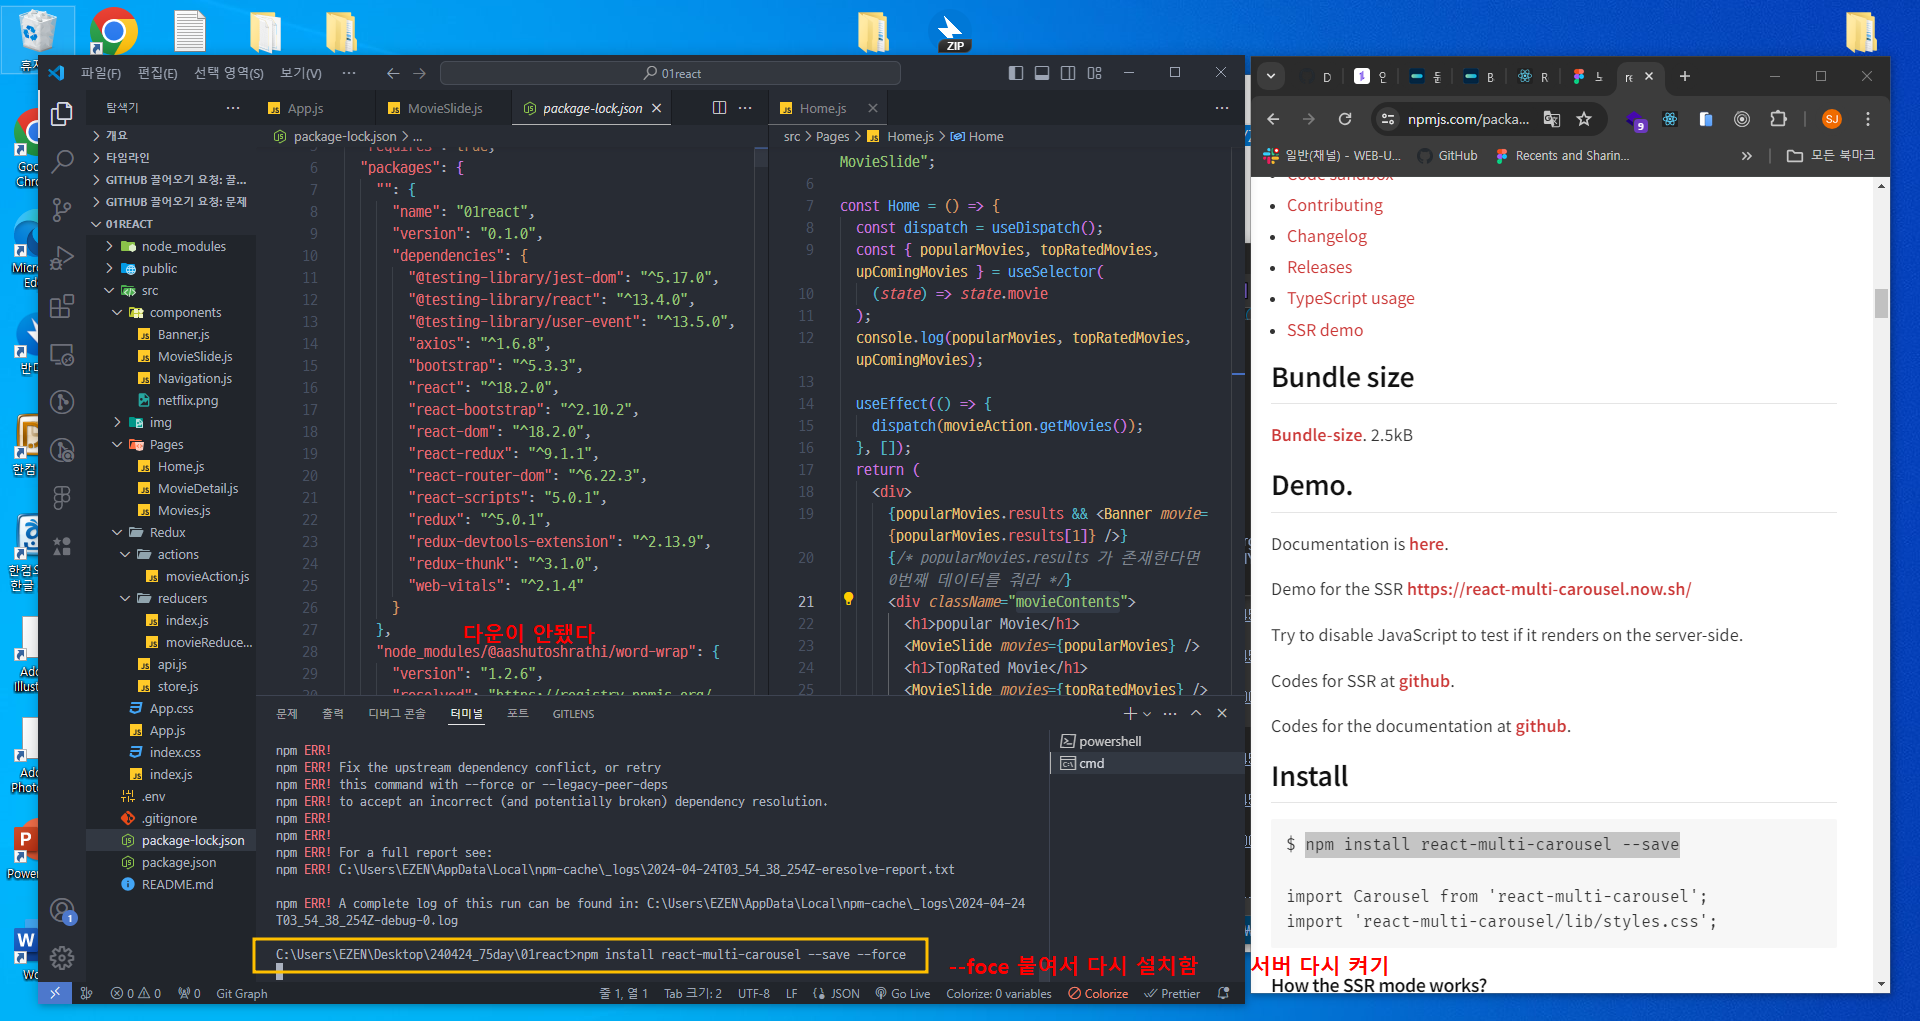 ZIP
파일(F) 편집(E) 선택 영역(S) 보기(V) ··· 01react
탐색기
개요
타임라인
GITHUB 끌어오기 요청: 끌...
GITHUB 끌어오기 요청: 문제
01REACT
node_modules
public
src
components
Banner.js
MovieSlide.js
Navigation.js
netflix.png
img
Pages
Home.js
MovieDetail.js
Movies.js
Redux
actions
movieAction.js
reducers
index.js
movieReduce...
api.js
store.js
App.css
App.js
index.css
index.js
.env
.gitignore
package-lock.json
package.json
README.md
App.js MovieSlide.js package-lock.json
package-lock.json > ...
6 "packages": {
7 "": {
8 "name": "01react",
9 "version": "0.1.0",
10 "dependencies": {
11 "@testing-library/jest-dom": "^5.17.0",
12 "@testing-library/react": "^13.4.0",
13 "@testing-library/user-event": "^13.5.0",
14 "axios": "^1.6.8",
15 "bootstrap": "^5.3.3",
16 "react": "^18.2.0",
17 "react-bootstrap": "^2.10.2",
18 "react-dom": "^18.2.0",
19 "react-redux": "^9.1.1",
20 "react-router-dom": "^6.22.3",
21 "react-scripts": "5.0.1",
22 "redux": "^5.0.1",
23 "redux-devtools-extension": "^2.13.9",
24 "redux-thunk": "^3.1.0",
25 "web-vitals": "^2.1.4"
26 }
27 },
다운이 안됐다
28 "node_modules/@aashutoshrathi/word-wrap": {
29 "version": "1.2.6",
Home.js
src > Pages > Home.js > Home
MovieSlide";
6
7 const Home = () => {
8 const dispatch = useDispatch();
9 const { popularMovies, topRatedMovies,
upComingMovies } = useSelector(
10 (state) => state.movie
11 );
12 console.log(popularMovies, topRatedMovies,
upComingMovies);
13
14 useEffect(() => {
15 dispatch(movieAction.getMovies());
16 }, []);
17 return (
18 <div>
19 {popularMovies.results && <Banner movie=
{popularMovies.results[1]} />}
20 {/* popularMovies.results 가 존재한다면
0번째 데이터를 줘라 */}
21 <div className="movieContents">
22 <h1>popular Movie</h1>
23 <MovieSlide movies={popularMovies} />
24 <h1>TopRated Movie</h1>
25 <MovieSlide movies={topRatedMovies} />
문제 출력 디버그 콘솔 터미널 포트 GITLENS
powershell
cmd
npm ERR!
npm ERR! Fix the upstream dependency conflict, or retry
npm ERR! this command with --force or --legacy-peer-deps
npm ERR! to accept an incorrect (and potentially broken) dependency resolution.
npm ERR!
npm ERR!
npm ERR! For a full report see:
npm ERR! C:\Users\EZEN\AppData\Local\npm-cache\_logs\2024-04-24T03_54_38_254Z-eresolve-report.txt
npm ERR! A complete log of this run can be found in: C:\Users\EZEN\AppData\Local\npm-cache\_logs\2024-04-24
T03_54_38_254Z-debug-0.log
C:\Users\EZEN\Desktop\240424_75day\01react>npm install react-multi-carousel --save --force
--foce 붙여서 다시 설치함
서버 다시 켜기
0 0 0 Git Graph 줄 1, 열 1 Tab 크기: 2 UTF-8 LF {} JSON Go Live Colorize: 0 variables Colorize Prettier
D 인 돌 B R 노 re
npmjs.com/packa... 9 SJ
일반(채널) - WEB-U... GitHub Recents and Sharin... 모든 북마크
Code sandbox
Contributing
Changelog
Releases
TypeScript usage
SSR demo
Bundle size
Bundle-size. 2.5kB
Demo.
Documentation is here.
Demo for the SSR https://react-multi-carousel.now.sh/
Try to disable JavaScript to test if it renders on the server-side.
Codes for SSR at github.
Codes for the documentation at github.
Install
$ npm install react-multi-carousel --save
import Carousel from 'react-multi-carousel';
import 'react-multi-carousel/lib/styles.css';
How the SSR mode works?